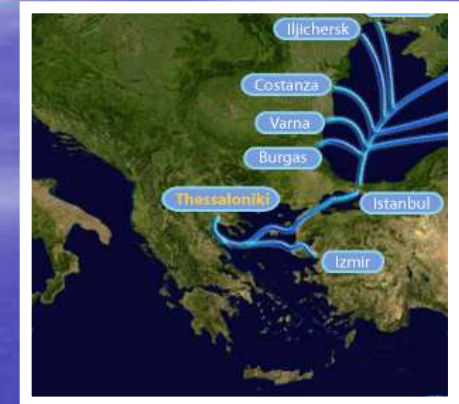 Iljichersk
Costanza
Varna
Burgas
Thessaloniki
Istanbul
Izmir